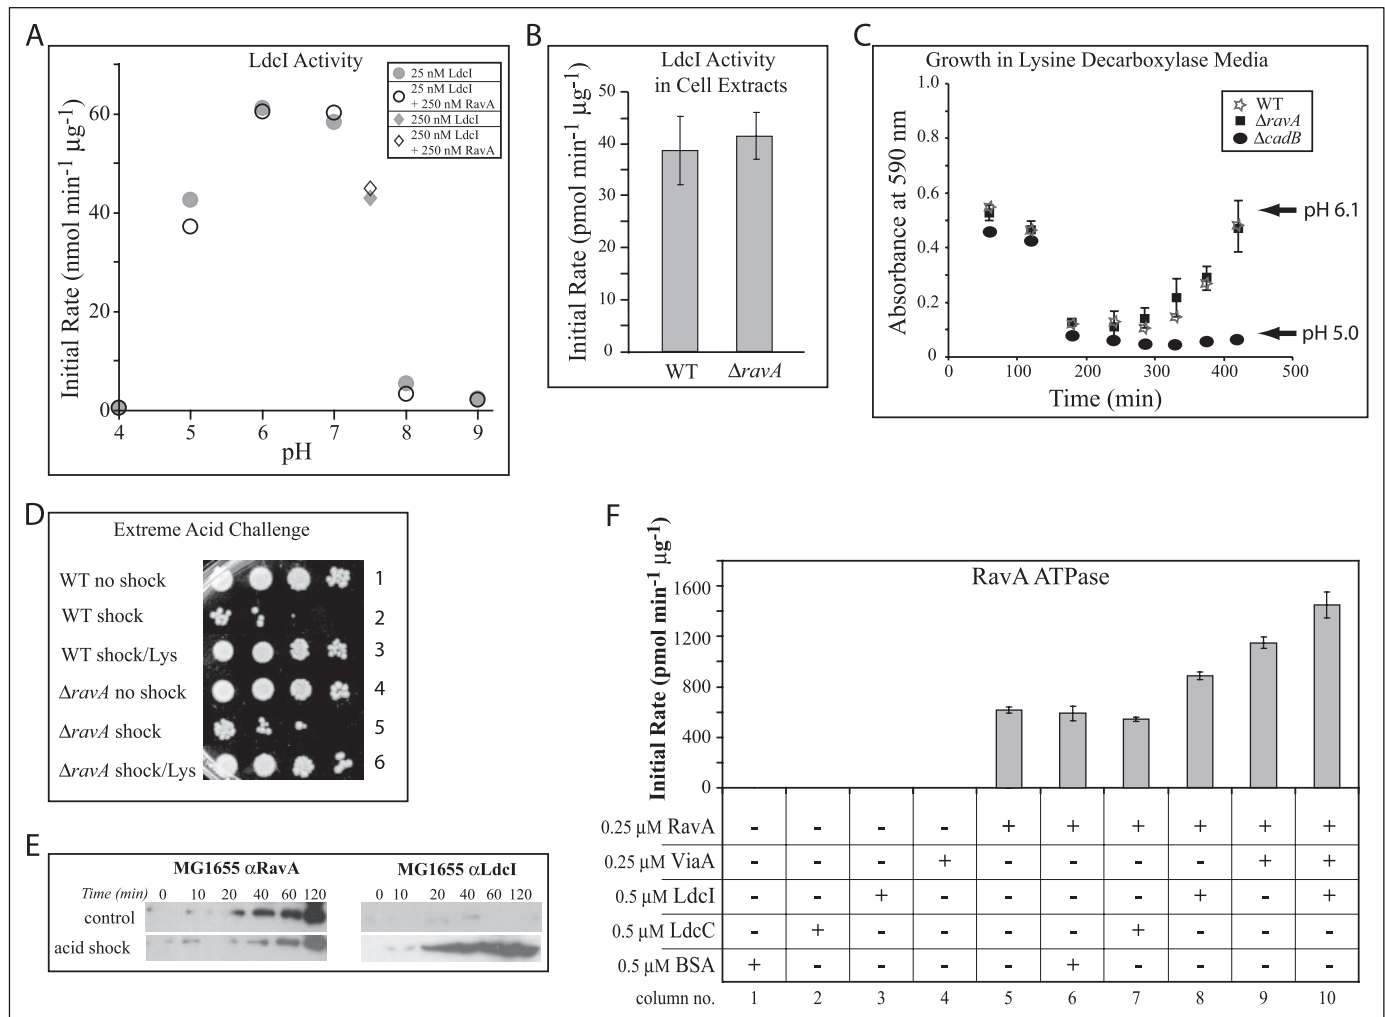 A
LdcI Activity
25 nM LdcI
25 nM LdcI
+ 250 nM RavA
250 nM LdcI
250 nM LdcI
+ 250 nM RavA
Initial Rate (nmol min-1 µg-1)
60
40
20
0
4 5 6 7 8 9
pH
B
LdcI Activity
in Cell Extracts
Initial Rate (pmol min-1 µg-1)
50
40
30
20
10
0
WT ΔravA
C
Growth in Lysine Decarboxylase Media
WT
ΔravA
ΔcadB
Absorbance at 590 nm
1.0
0.8
0.6
0.4
0.2
0
pH 6.1
pH 5.0
0 100 200 300 400 500
Time (min)
D
Extreme Acid Challenge
WT no shock 1
WT shock 2
WT shock/Lys 3
ΔravA no shock 4
ΔravA shock 5
ΔravA shock/Lys 6
E
MG1655 αRavA MG1655 αLdcI
Time (min) 0 10 20 40 60 120 0 10 20 40 60 120
control
acid shock
F
RavA ATPase
Initial Rate (pmol min-1 µg-1)
1600
1200
800
400
0
0.25 µM RavA - - - - + + + + + +
0.25 µM ViaA - - - + - - - - + +
0.5 µM LdcI - - + - - - - + - +
0.5 µM LdcC - + - - - - + - - -
0.5 µM BSA + - - - - + - - - -
column no. 1 2 3 4 5 6 7 8 9 10